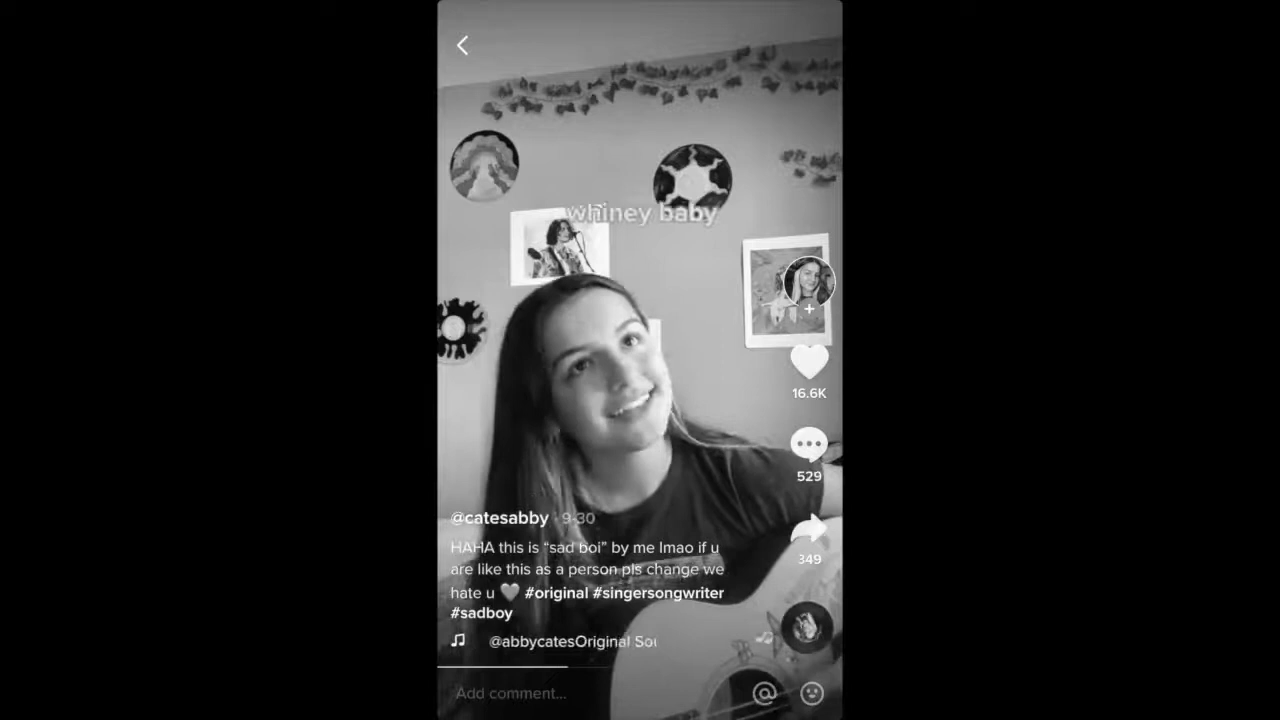 whiney baby
16.6K
529
349
@catesabby · 9-30
HAHA this is “sad boi” by me lmao if u
are like this as a person pls change we
hate u 🤍 #original #singersongwriter
#sadboy
@abbycatesOriginal Sou
Add comment...